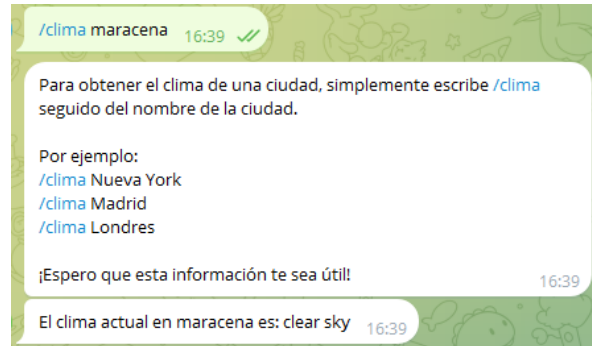 /clima maracena 16:39
Para obtener el clima de una ciudad, simplemente escribe /clima
seguido del nombre de la ciudad.
Por ejemplo:
/clima Nueva York
/clima Madrid
/clima Londres
¡Espero que esta información te sea útil! 16:39
El clima actual en maracena es: clear sky 16:39